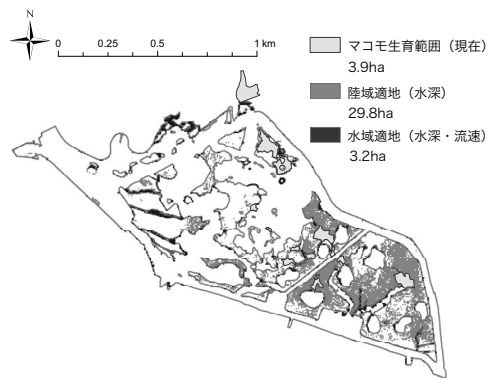 N
0 0.25 0.5 1 km
マコモ生育範囲（現在）
3.9ha
陸域適地（水深）
29.8ha
水域適地（水深・流速）
3.2ha